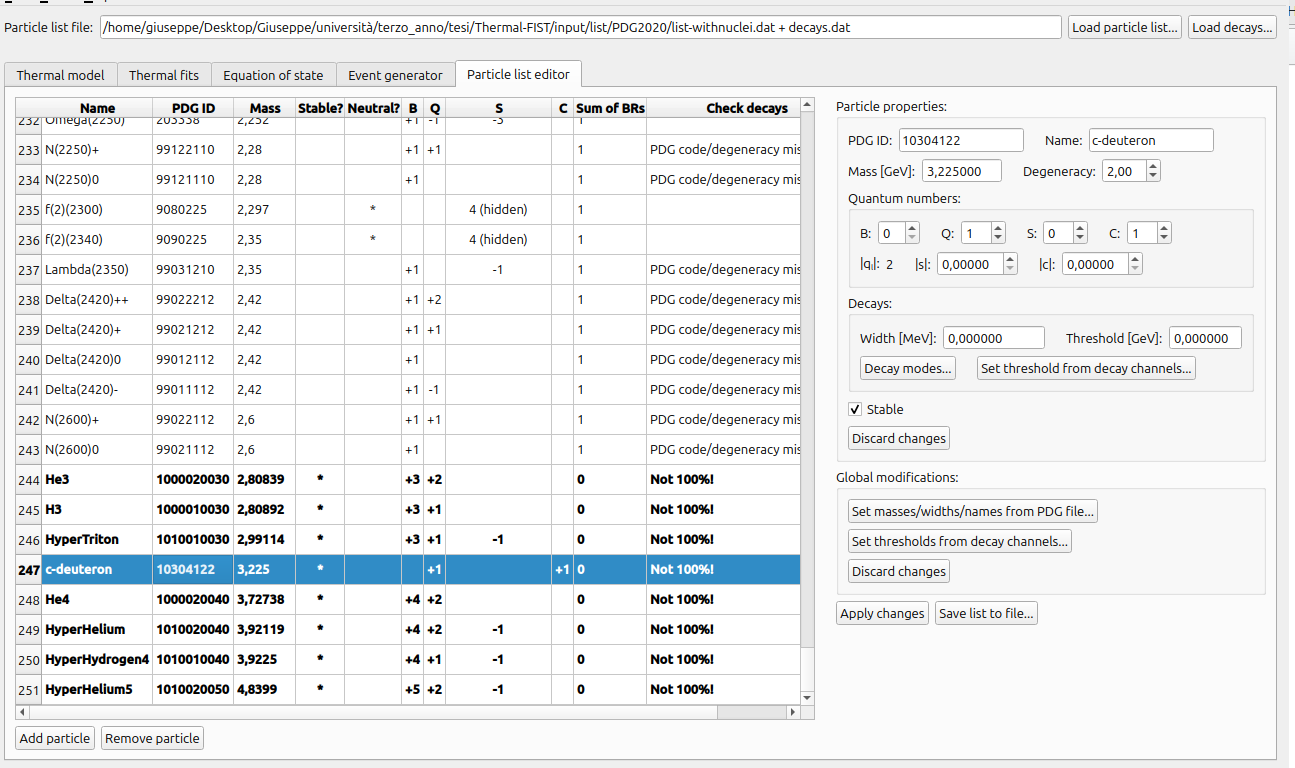 Particle list file: /home/giuseppe/Desktop/Giuseppe/università/terzo_anno/tesi/Thermal-FIST/input/list/PDG2020/list-withnuclei.dat + decays.dat Load particle list... Load decays...
Thermal model Thermal fits Equation of state Event generator Particle list editor
Name PDG ID Mass Stable? Neutral? B Q S C Sum of BRs Check decays
232 Omega(2250) 203338 2,252 +1 -1 -3 1
233 N(2250)+ 99122110 2,28 +1 +1 1 PDG code/degeneracy mis
234 N(2250)0 99121110 2,28 +1 1 PDG code/degeneracy mis
235 f(2)(2300) 9080225 2,297 * 4 (hidden) 1
236 f(2)(2340) 9090225 2,35 * 4 (hidden) 1
237 Lambda(2350) 99031210 2,35 +1 -1 1 PDG code/degeneracy mis
238 Delta(2420)++ 99022212 2,42 +1 +2 1 PDG code/degeneracy mis
239 Delta(2420)+ 99021212 2,42 +1 +1 1 PDG code/degeneracy mis
240 Delta(2420)0 99012112 2,42 +1 1 PDG code/degeneracy mis
241 Delta(2420)- 99011112 2,42 +1 -1 1 PDG code/degeneracy mis
242 N(2600)+ 99022112 2,6 +1 +1 1 PDG code/degeneracy mis
243 N(2600)0 99021112 2,6 +1 1 PDG code/degeneracy mis
244 He3 1000020030 2,80839 * +3 +2 0 Not 100%!
245 H3 1000010030 2,80892 * +3 +1 0 Not 100%!
246 HyperTriton 1010010030 2,99114 * +3 +1 -1 0 Not 100%!
247 c-deuteron 10304122 3,225 * +1 +1 0 Not 100%!
248 He4 1000020040 3,72738 * +4 +2 0 Not 100%!
249 HyperHelium 1010020040 3,92119 * +4 +2 -1 0 Not 100%!
250 HyperHydrogen4 1010010040 3,9225 * +4 +1 -1 0 Not 100%!
251 HyperHelium5 1010020050 4,8399 * +5 +2 -1 0 Not 100%!
Add particle Remove particle
Particle properties:
PDG ID: 10304122 Name: c-deuteron
Mass [GeV]: 3,225000 Degeneracy: 2,00
Quantum numbers:
B: 0 Q: 1 S: 0 C: 1
|qₗ|: 2 |s|: 0,00000 |c|: 0,00000
Decays:
Width [MeV]: 0,000000 Threshold [GeV]: 0,000000
Decay modes... Set threshold from decay channels...
Stable
Discard changes
Global modifications:
Set masses/widths/names from PDG file...
Set thresholds from decay channels...
Discard changes
Apply changes Save list to file...